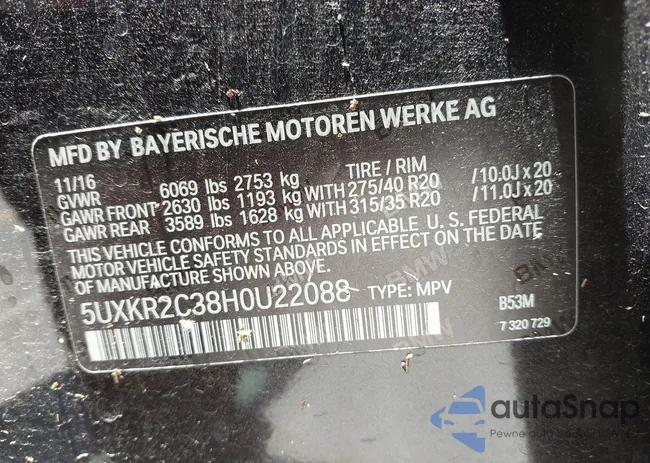 MFD BY BAYERISCHE MOTOREN WERKE AG
11/16 TIRE / RIM
GVWR 6069 lbs 2753 kg
GAWR FRONT 2630 lbs 1193 kg WITH 275/40 R20 / 10.0J x 20
GAWR REAR 3589 lbs 1628 kg WITH 315/35 R20 / 11.0J x 20
THIS VEHICLE CONFORMS TO ALL APPLICABLE U. S. FEDERAL
MOTOR VEHICLE SAFETY STANDARDS IN EFFECT ON THE DATE
OF MANUFACTURE SHOWN ABOVE.
5UXKR2C38H0U22088 TYPE: MPV B53M
7 320 729
autaSnap
Pewne auto